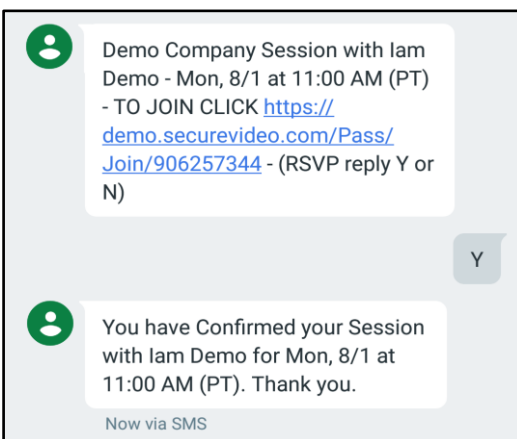 Demo Company Session with Iam
Demo - Mon, 8/1 at 11:00 AM (PT)
- TO JOIN CLICK https://
demo.securevideo.com/Pass/
Join/906257344 - (RSVP reply Y or
N)
Y
You have Confirmed your Session
with Iam Demo for Mon, 8/1 at
11:00 AM (PT). Thank you.
Now via SMS